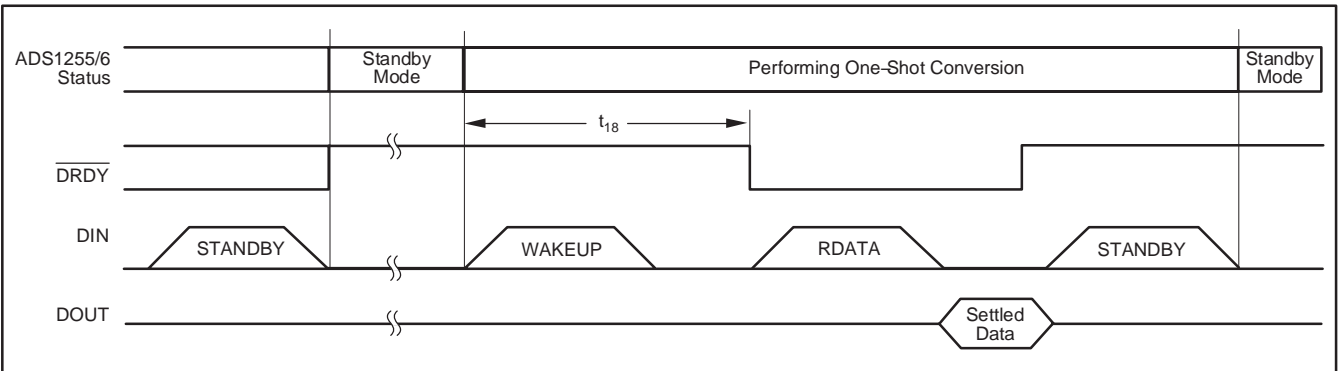 ADS1255/6
Status
Standby
Mode
Performing One-Shot Conversion
Standby
Mode
t18
DRDY
DIN
STANDBY
WAKEUP
RDATA
STANDBY
DOUT
Settled
Data